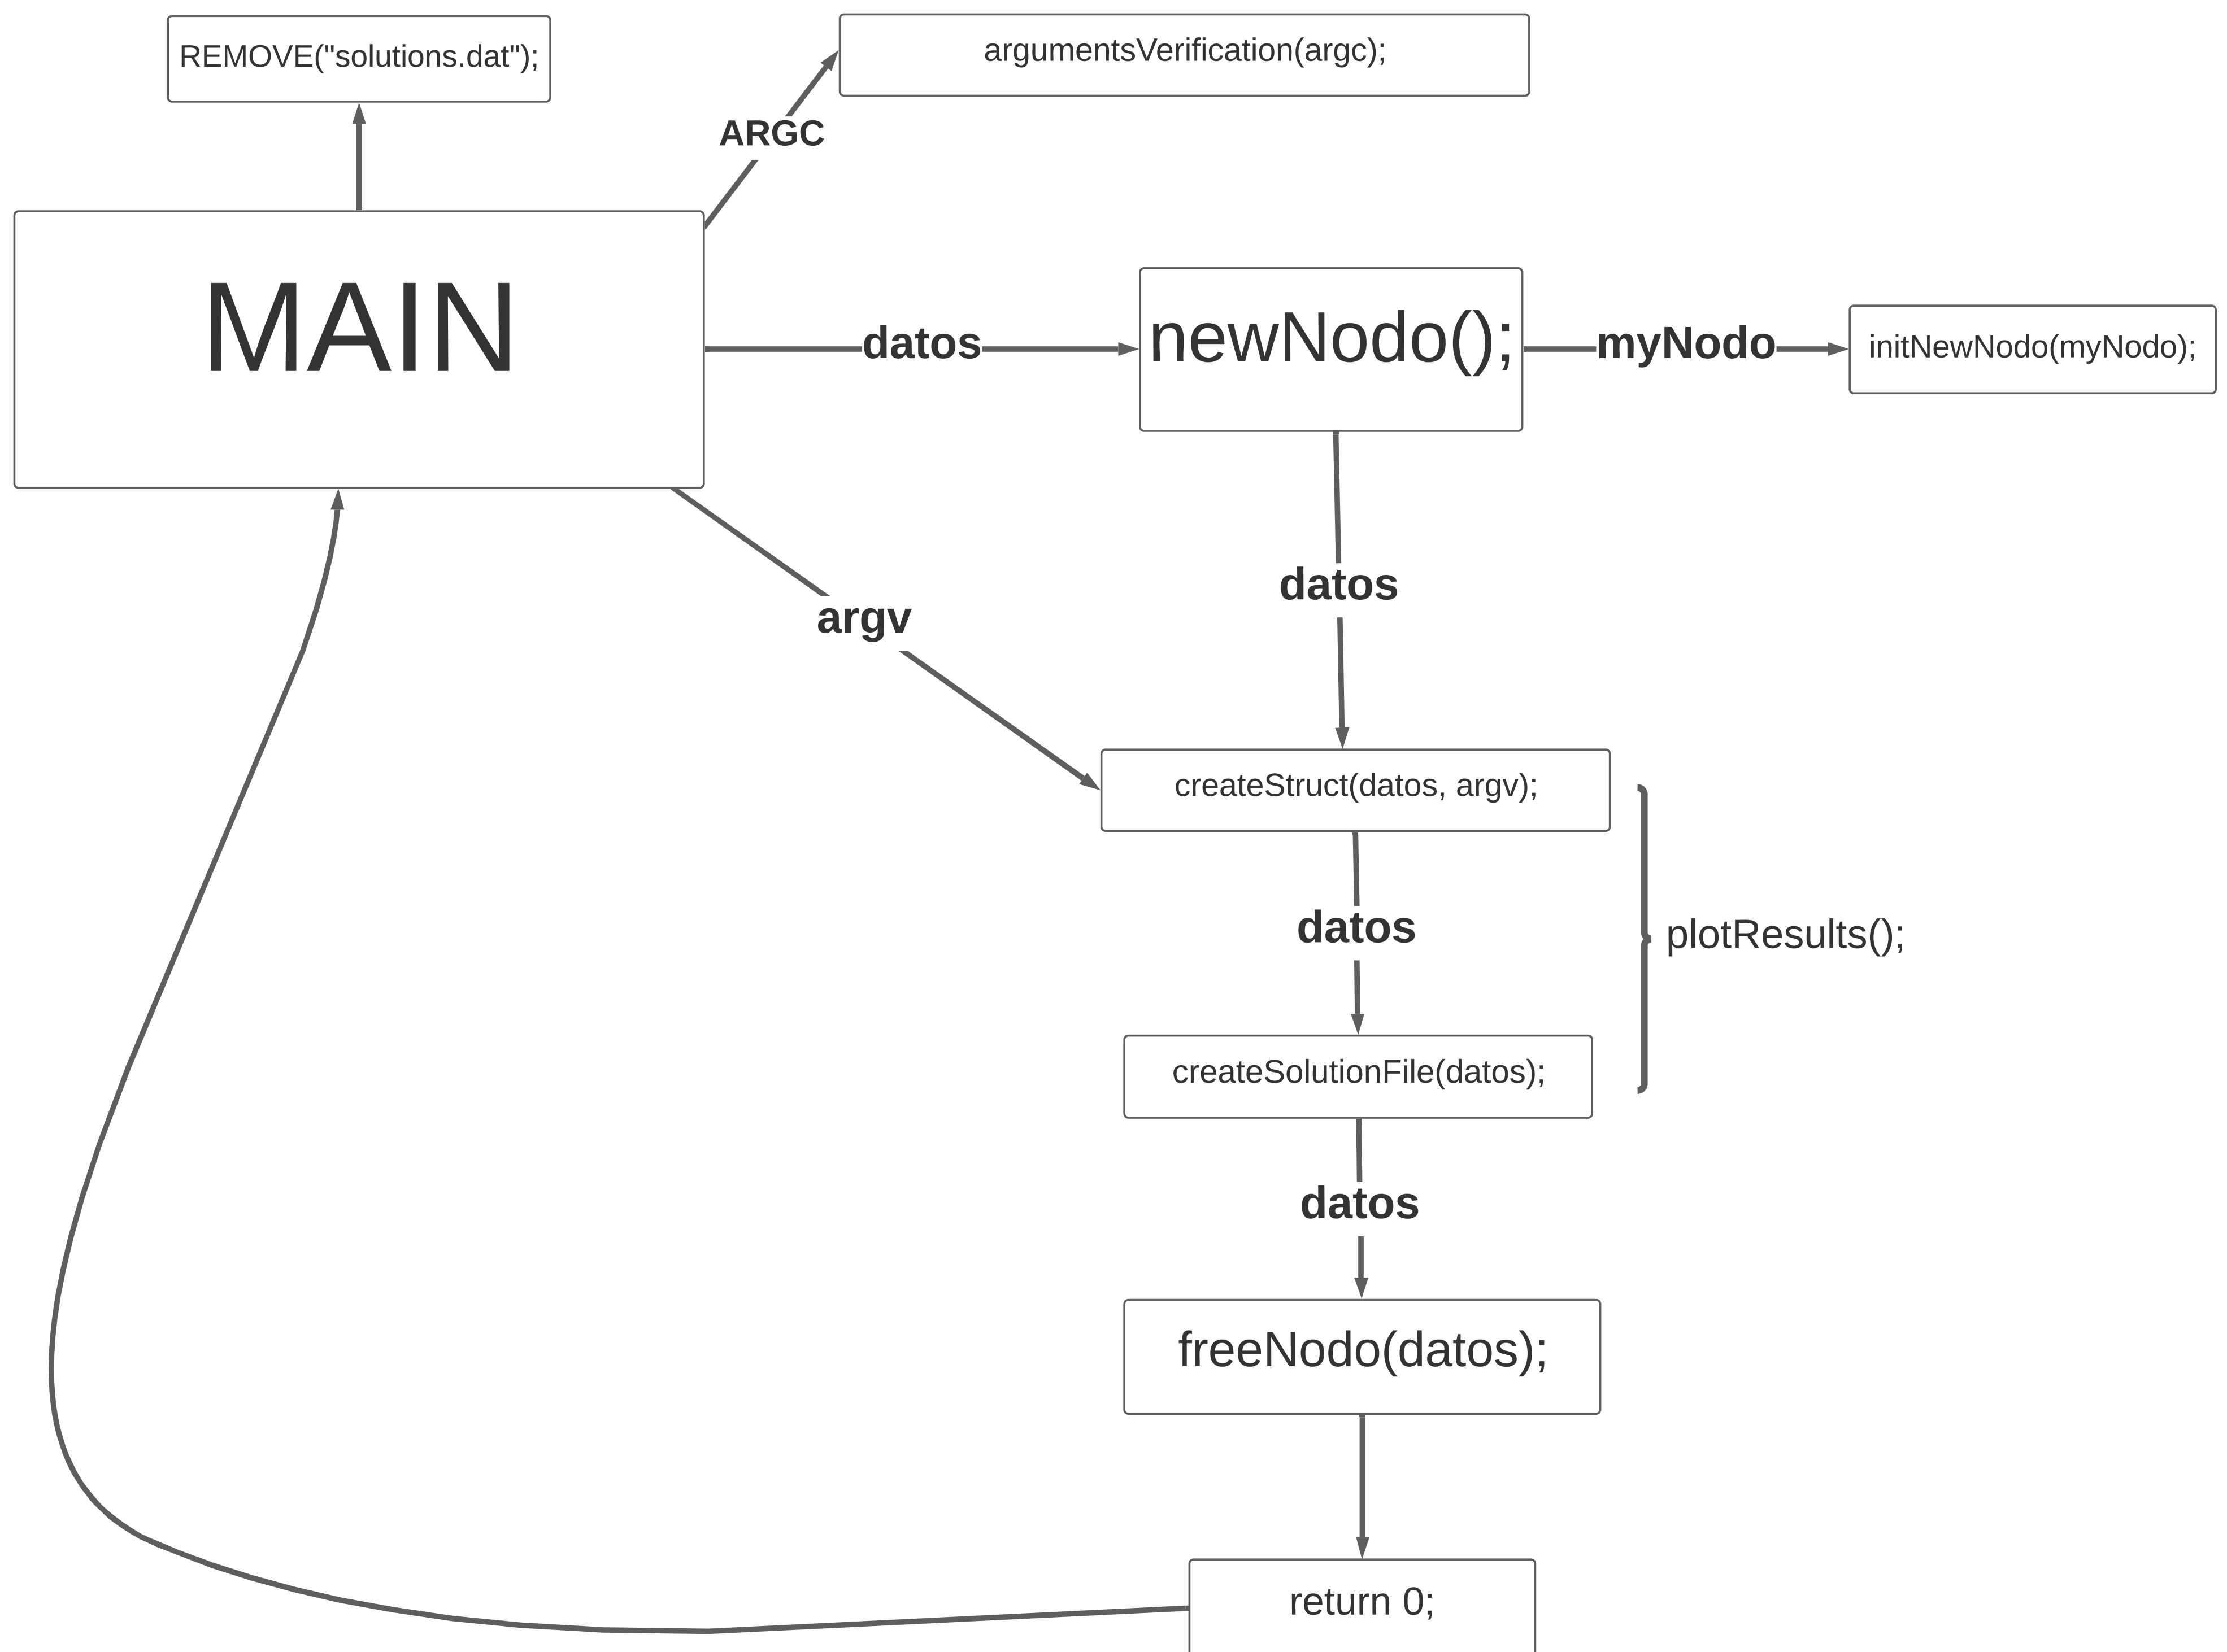 REMOVE("solutions.dat");
argumentsVerification(argc);
ARGC
MAIN
datos
newNodo();
myNodo
initNewNodo(myNodo);
datos
argv
createStruct(datos, argv);
datos
plotResults();
createSolutionFile(datos);
datos
freeNodo(datos);
return 0;